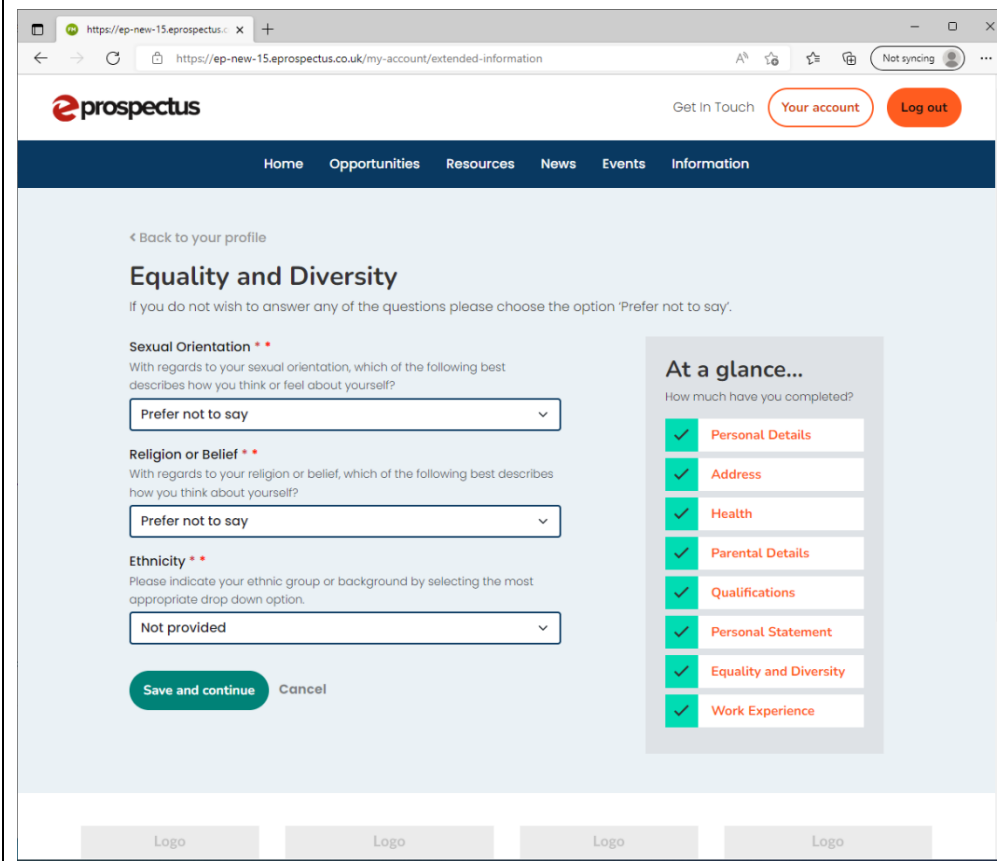 https://ep-new-15.eprospectus.c
https://ep-new-15.eprospectus.co.uk/my-account/extended-information
Not syncing
eprospectus
Get In Touch
Your account
Log out
Home Opportunities Resources News Events Information
Back to your profile
Equality and Diversity
If you do not wish to answer any of the questions please choose the option 'Prefer not to say'.
Sexual Orientation * *
With regards to your sexual orientation, which of the following best
describes how you think or feel about yourself?
Prefer not to say
Religion or Belief * *
With regards to your religion or belief, which of the following best describes
how you think about yourself?
Prefer not to say
Ethnicity * *
Please indicate your ethnic group or background by selecting the most
appropriate drop down option.
Not provided
Save and continue
Cancel
At a glance...
How much have you completed?
Personal Details
Address
Health
Parental Details
Qualifications
Personal Statement
Equality and Diversity
Work Experience
Logo Logo Logo Logo